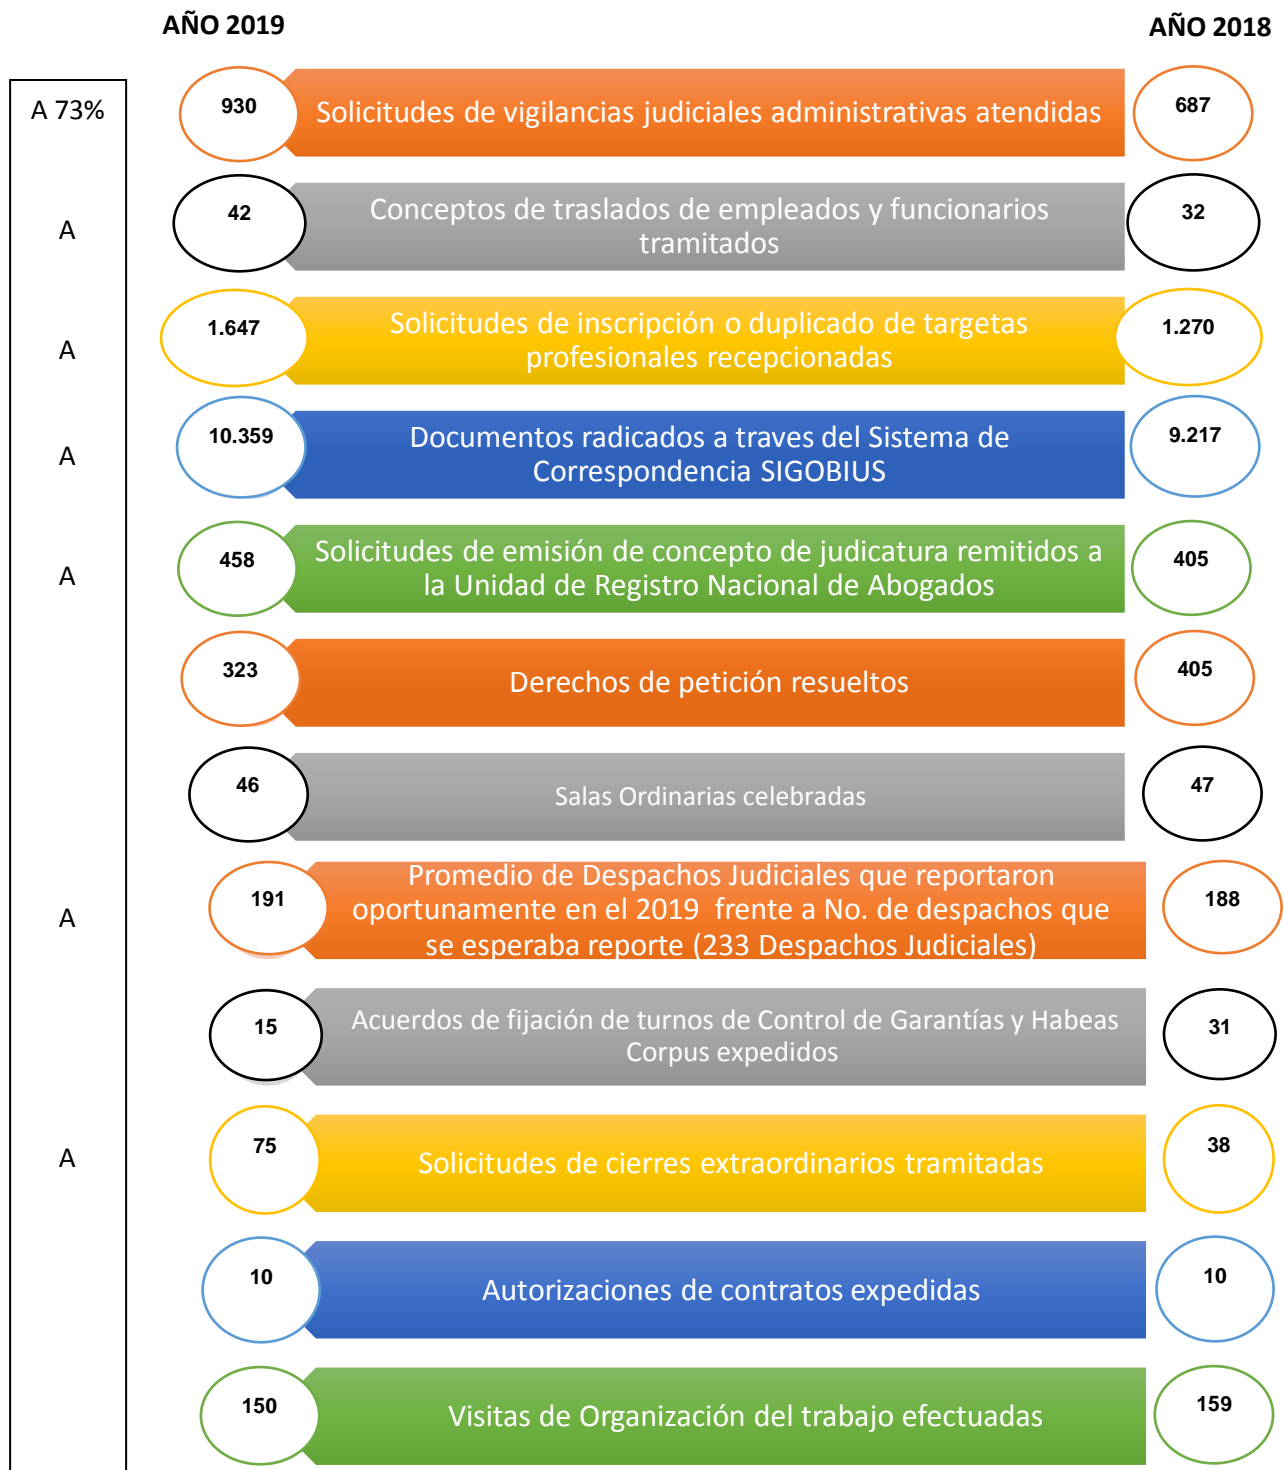 AÑO 2019 AÑO 2018
A 73% 930 Solicitudes de vigilancias judiciales administrativas atendidas 687
A 42 Conceptos de traslados de empleados y funcionarios 32
tramitados
A 1.647 Solicitudes de inscripción o duplicado de targetas 1.270
profesionales recepcionadas
A 10.359 Documentos radicados a traves del Sistema de 9.217
Correspondencia SIGOBIUS
A 458 Solicitudes de emisión de concepto de judicatura remitidos a 405
la Unidad de Registro Nacional de Abogados
323 Derechos de petición resueltos 405
46 Salas Ordinarias celebradas 47
Promedio de Despachos Judiciales que reportaron
A 191 oportunamente en el 2019 frente a No. de despachos que 188
se esperaba reporte (233 Despachos Judiciales)
15 Acuerdos de fijación de turnos de Control de Garantías y Habeas 31
Corpus expedidos
A 75 Solicitudes de cierres extraordinarios tramitadas 38
10 Autorizaciones de contratos expedidas 10
150 Visitas de Organización del trabajo efectuadas 159